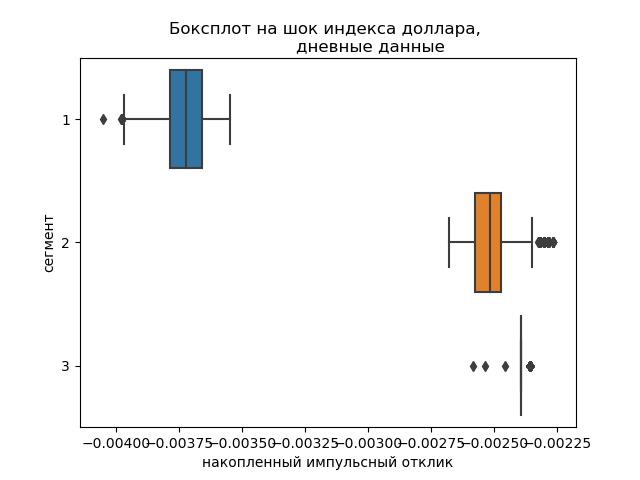 Боксплот на шок индекса доллара,
дневные данные
сегмент
1
2
3
−0.00400 −0.00375 −0.00350 −0.00325 −0.00300 −0.00275 −0.00250 −0.00225
накопленный импульсный отклик